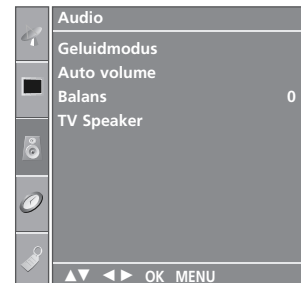 Audio
Geluidmodus
Auto volume
Balans 0
TV Speaker
▲▼ ◄► OK MENU